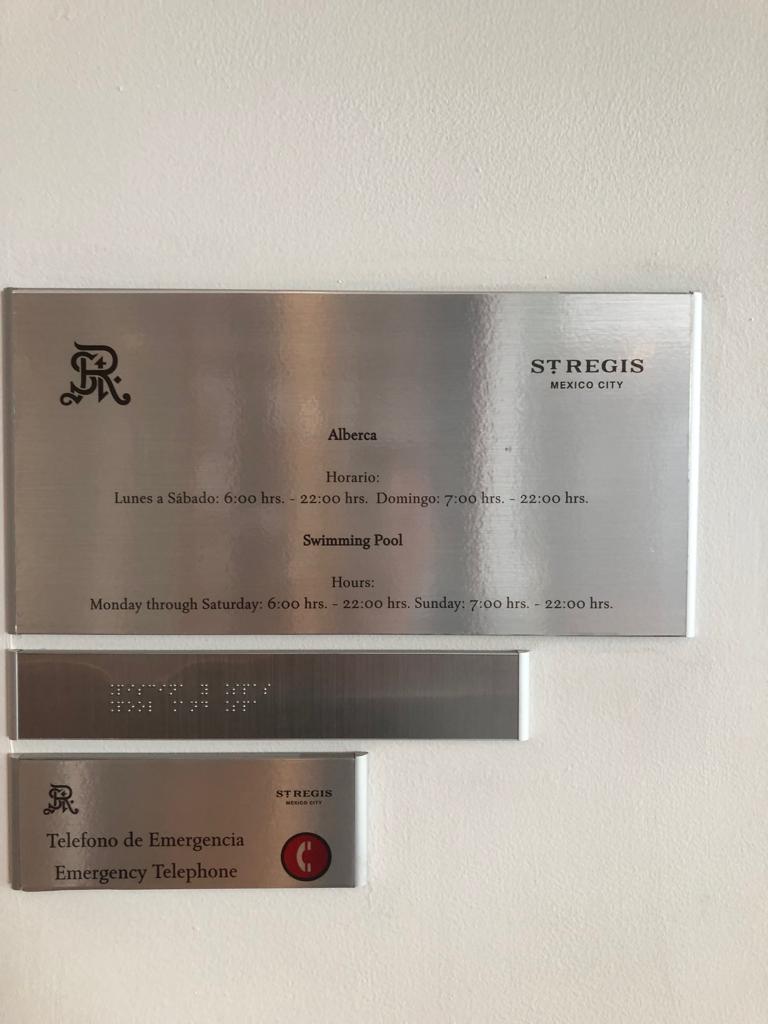 ST. REGIS
MEXICO CITY
Alberca
Horario:
Lunes a Sábado: 6:00 hrs. - 22:00 hrs. Domingo: 7:00 hrs. - 22:00 hrs.
Swimming Pool
Hours:
Monday through Saturday: 6:00 hrs. - 22:00 hrs. Sunday: 7:00 hrs. - 22:00 hrs.
ST. REGIS
MEXICO CITY
Telefono de Emergencia
Emergency Telephone